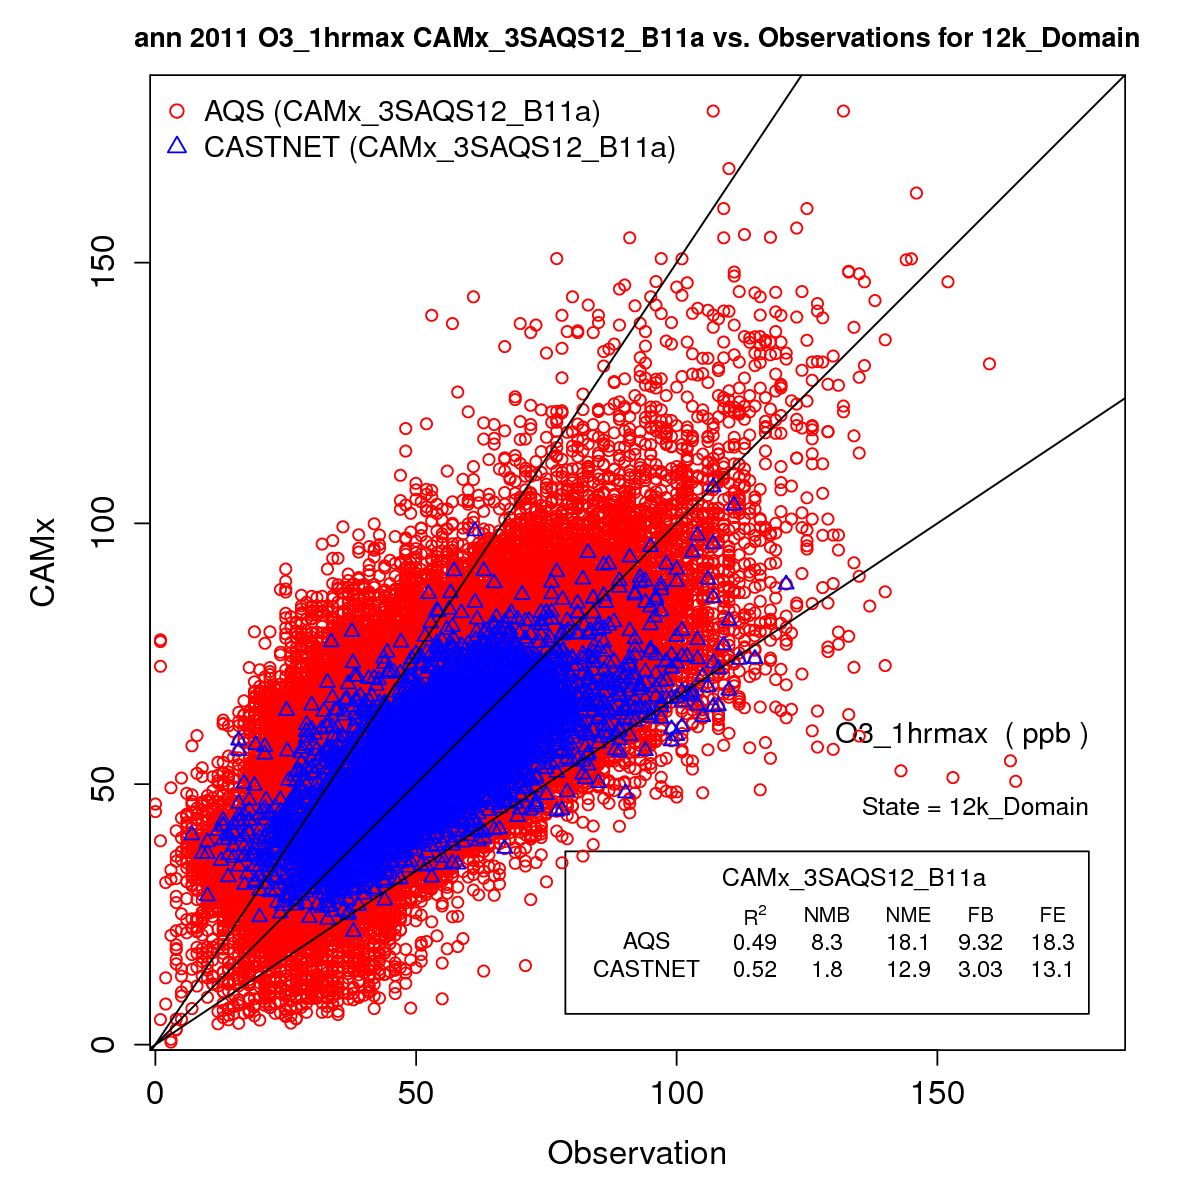 ann 2011 O3_1hrmax CAMx_3SAQS12_B11a vs. Observations for 12k_Domain
AQS (CAMx_3SAQS12_B11a)
CASTNET (CAMx_3SAQS12_B11a)
150
100
50
0
CAMx
O3_1hrmax ( ppb )
State = 12k_Domain
CAMx_3SAQS12_B11a
R² NMB NME FB FE
AQS 0.49 8.3 18.1 9.32 18.3
CASTNET 0.52 1.8 12.9 3.03 13.1
0 50 100 150
Observation